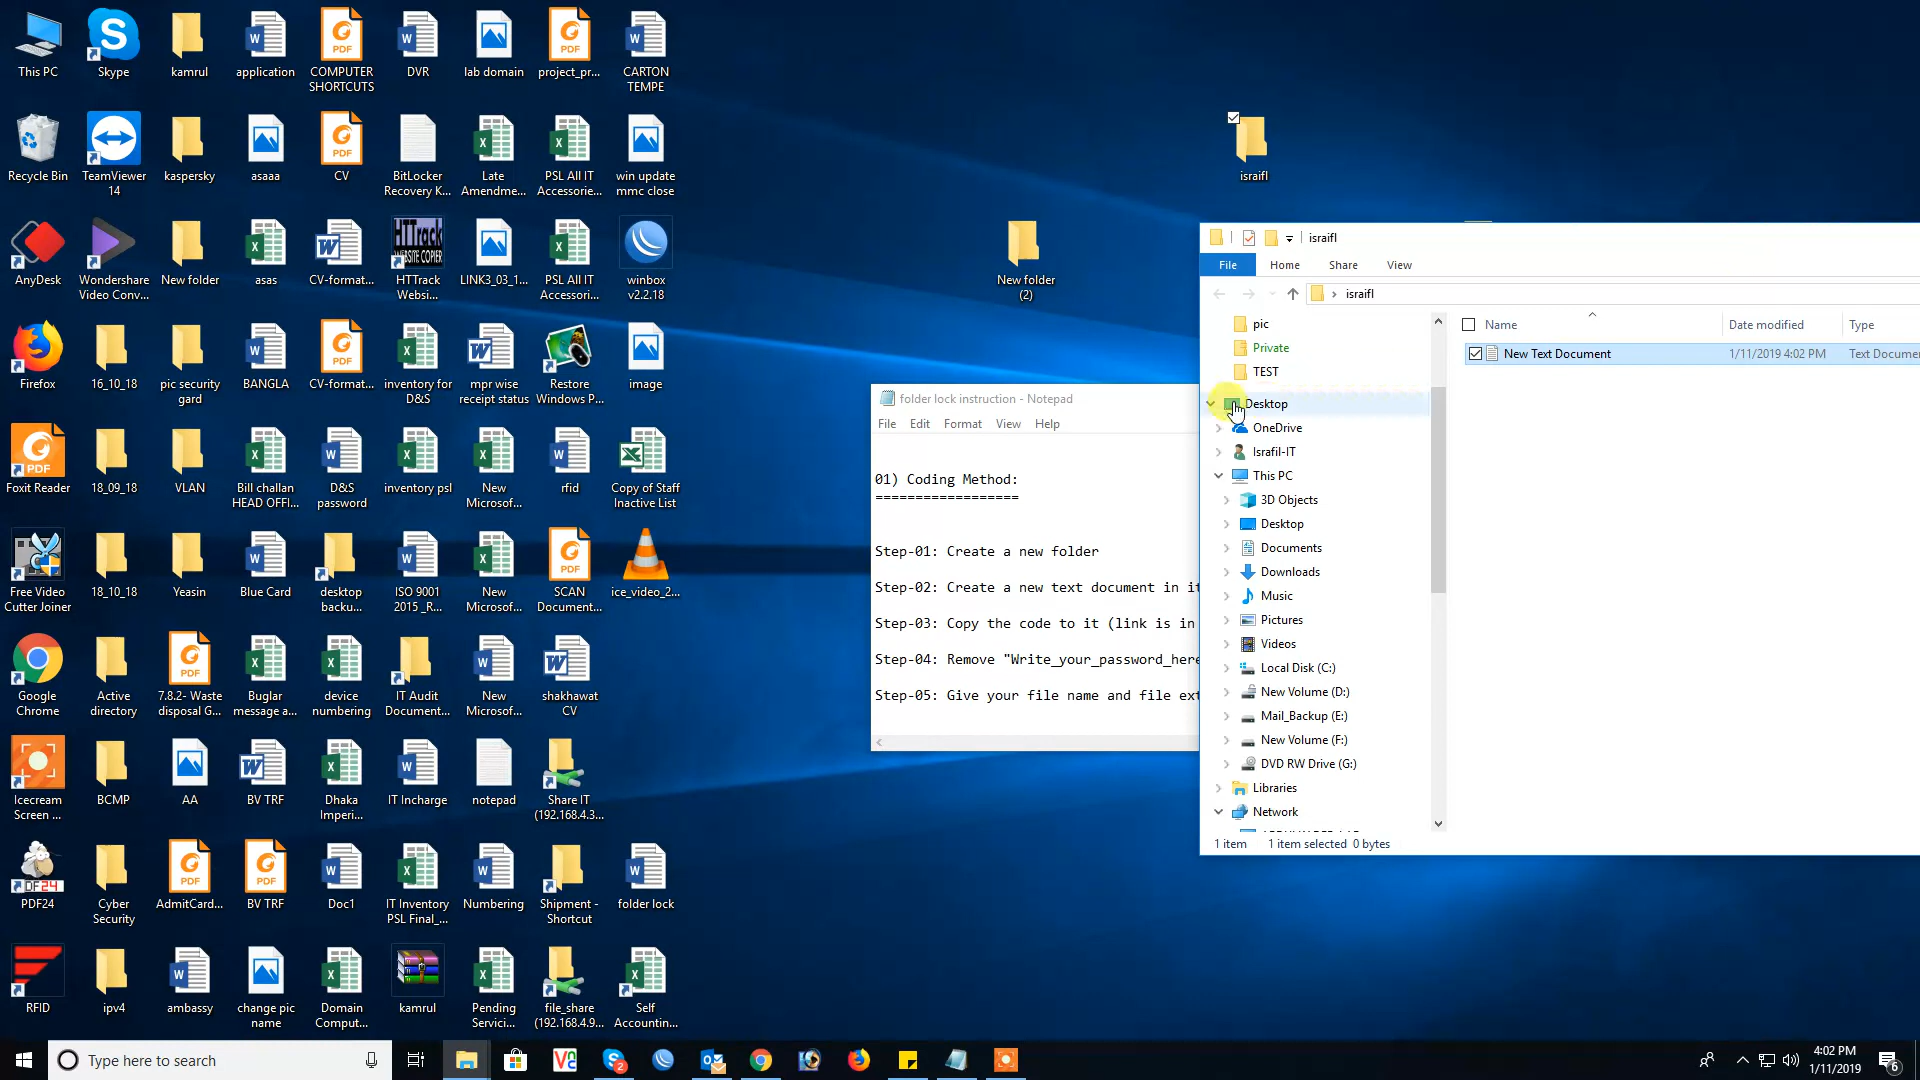 This PC
Skype
kamrul
application
COMPUTER
SHORTCUTS
DVR
lab domain
project_pr...
CARTON
TEMPE
Recycle Bin
TeamViewer
14
kaspersky
asaaa
CV
BitLocker
Recovery K...
Late
Amendme...
PSL All IT
Accessorie...
win update
mmc close
AnyDesk
Wondershare
Video Conv...
New folder
asas
CV-format...
HTTrack
Websi...
LINK3_03_1...
PSL All IT
Accessori...
winbox
v2.2.18
Firefox
16_10_18
pic security
gard
BANGLA
CV-format...
inventory for
D&S
mpr wise
receipt status
Restore
Windows P...
image
Foxit Reader
18_09_18
VLAN
Bill challan
HEAD OFFI...
D&S
password
inventory psl
New
Microsof...
rfid
Copy of Staff
Inactive List
Free Video
Cutter Joiner
18_10_18
Yeasin
Blue Card
desktop
backu...
ISO 9001
2015 _R...
New
Microsof...
SCAN
Document...
ice_video_2...
Google
Chrome
Active
directory
7.8.2- Waste
disposal G...
Buglar
message a...
device
numbering
IT Audit
Document...
New
Microsof...
shakhawat
CV
Icecream
Screen ...
BCMP
AA
BV TRF
Dhaka
Imperi...
IT Incharge
notepad
Share IT
(192.168.4.3...
PDF24
Cyber
Security
AdmitCard...
BV TRF
Doc1
IT Inventory
PSL Final_...
Numbering
Shipment -
Shortcut
folder lock
RFID
ipv4
ambassy
change pic
name
Domain
Comput...
kamrul
Pending
Servici...
file_share
(192.168.4.9...
Self
Accountin...
israifl
New folder
(2)
folder lock instruction - Notepad
File Edit Format View Help
01) Coding Method:
==================
Step-01: Create a new folder
Step-02: Create a new text document in it
Step-03: Copy the code to it (link is in
Step-04: Remove "Write_your_password_here
Step-05: Give your file name and file ext
israifl
File Home Share View
israifl
pic
Private
TEST
Desktop
OneDrive
Israfil-IT
This PC
3D Objects
Desktop
Documents
Downloads
Music
Pictures
Videos
Local Disk (C:)
New Volume (D:)
Mail_Backup (E:)
New Volume (F:)
DVD RW Drive (G:)
Libraries
Network
Name Date modified Type
New Text Document 1/11/2019 4:02 PM Text Docume
1 item 1 item selected 0 bytes
Type here to search
4:02 PM
1/11/2019
6